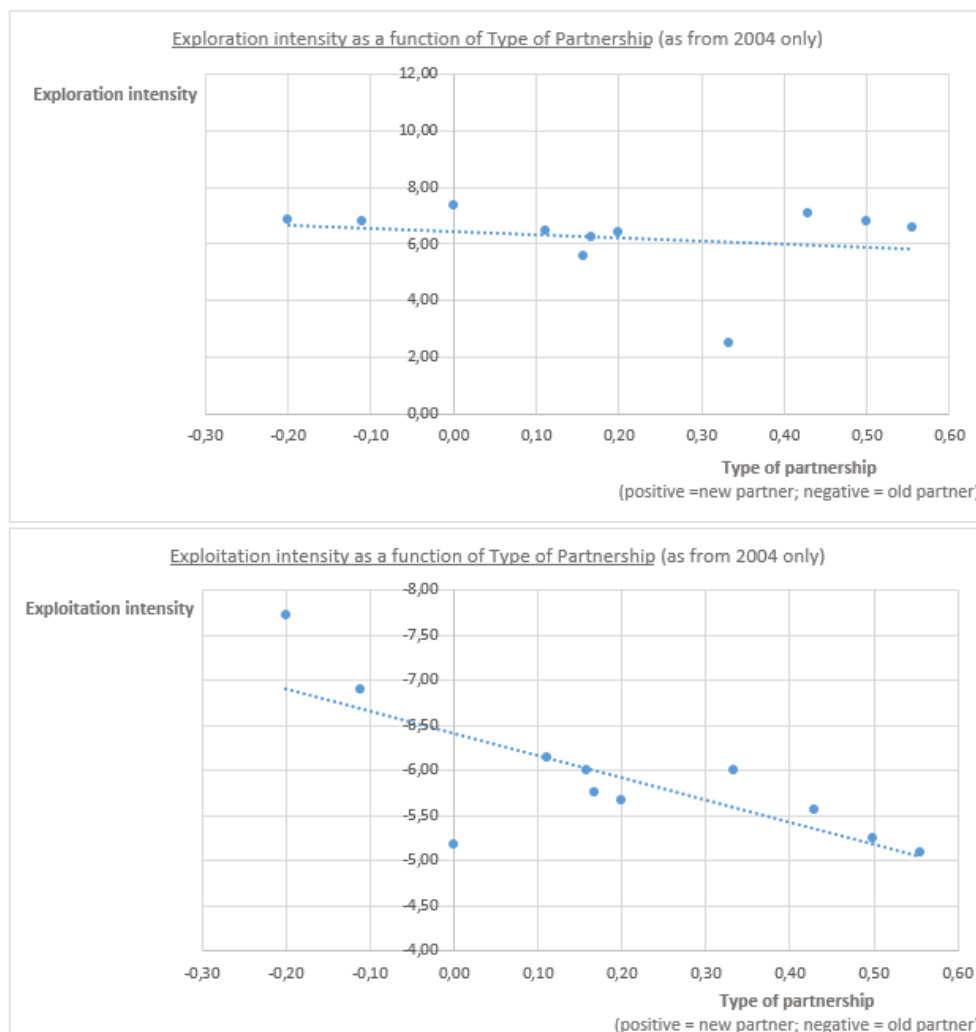 Exploration intensity as a function of Type of Partnership (as from 2004 only)
Exploration intensity
12,00
10,00
8,00
6,00
4,00
2,00
0,00
-0,30 -0,20 -0,10 0,00 0,10 0,20 0,30 0,40 0,50 0,60
Type of partnership
(positive =new partner; negative = old partner)
Exploitation intensity as a function of Type of Partnership (as from 2004 only)
Exploitation intensity
-8,00
-7,50
-7,00
-6,50
-6,00
-5,50
-5,00
-4,50
-4,00
-0,30 -0,20 -0,10 0,00 0,10 0,20 0,30 0,40 0,50 0,60
Type of partnership
(positive = new partner; negative = old partner)